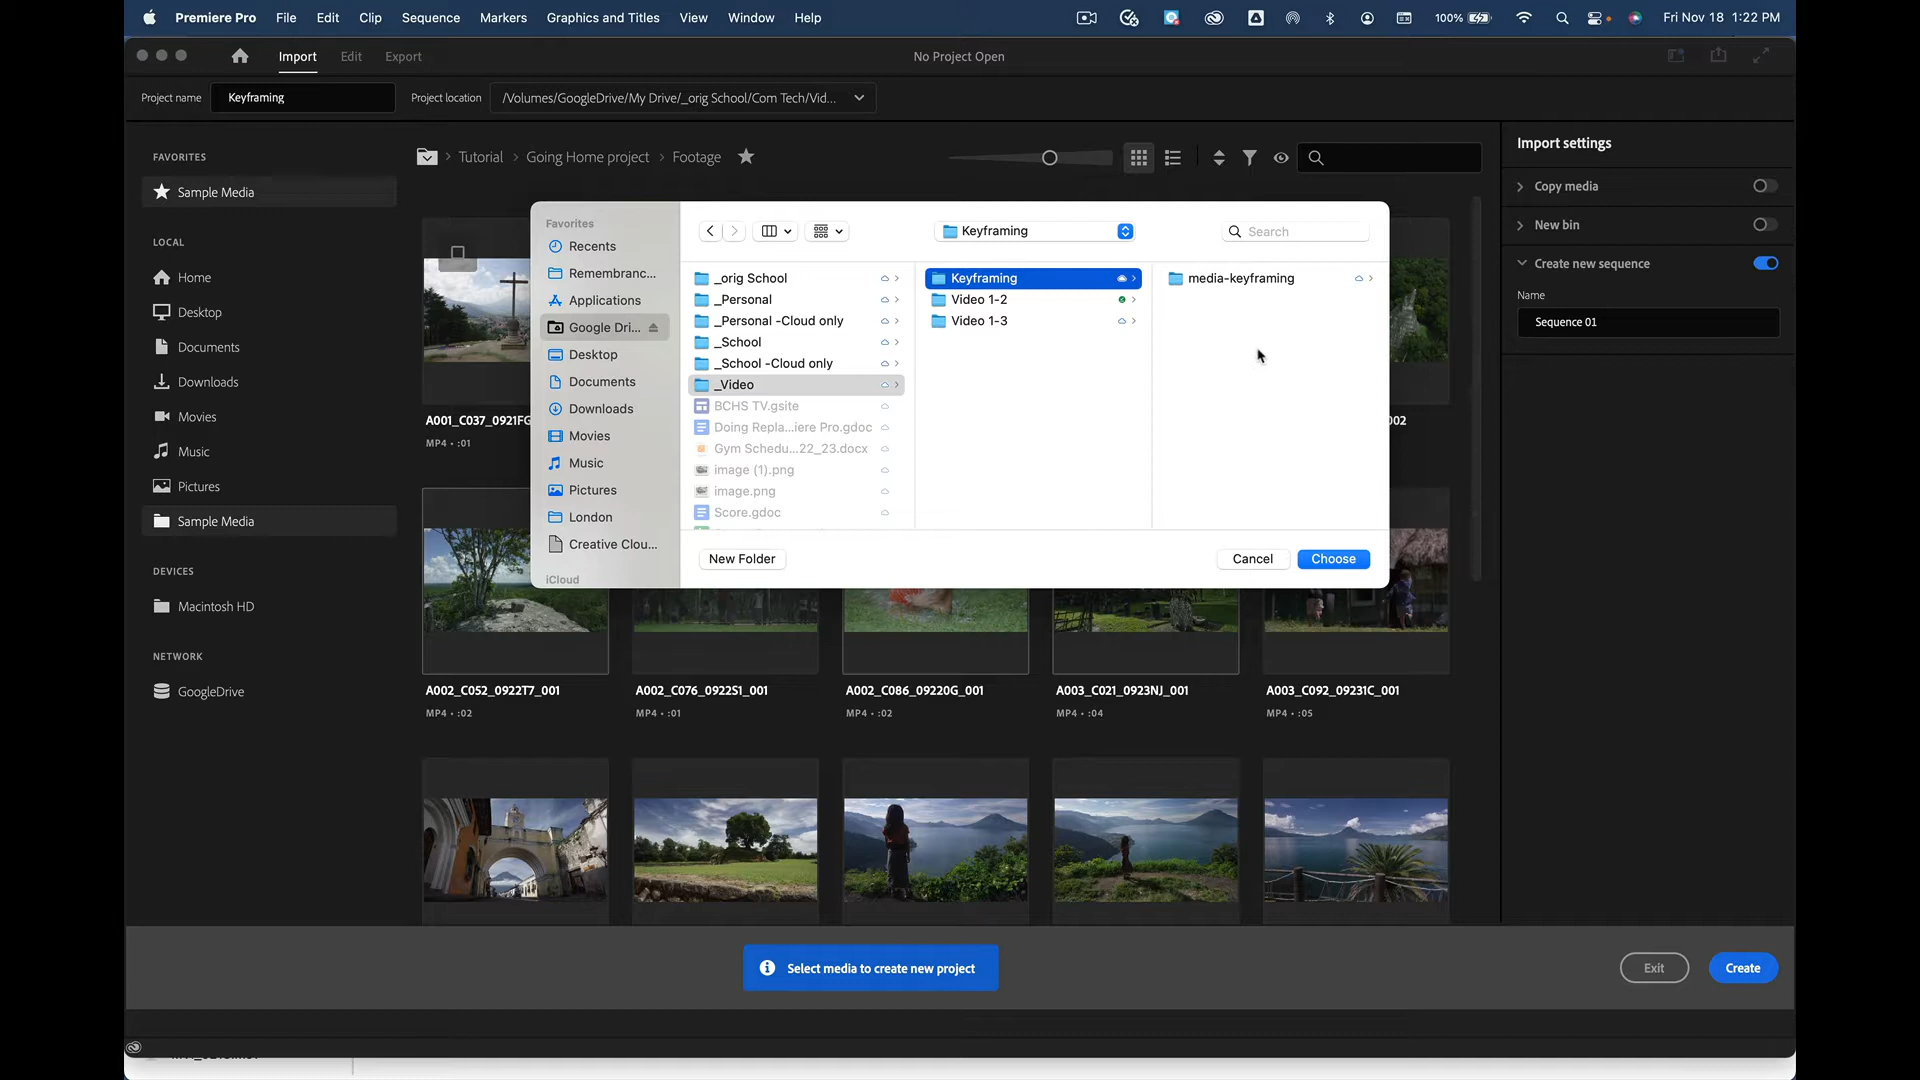 Premiere Pro File Edit Clip Sequence Markers Graphics and Titles View Window Help 100% Fri Nov 18 1:22 PM
Import Edit Export No Project Open
Project name Keyframing Project location /Volumes/GoogleDrive/My Drive/_orig School/Com Tech/Vid...
FAVORITES
Sample Media
LOCAL
Home
Desktop
Documents
Downloads
Movies
Music
Pictures
Sample Media
DEVICES
Macintosh HD
NETWORK
GoogleDrive
Tutorial Going Home project Footage
Favorites
Recents
Remembranc...
Applications
Google Dri...
Desktop
Documents
Downloads
Movies
Music
Pictures
London
Creative Clou...
iCloud
Keyframing Search
_orig School
_Personal
_Personal -Cloud only
_School
_School -Cloud only
_Video
BCHS TV.gsite
Doing Repla...iere Pro.gdoc
Gym Schedu...22_23.docx
image (1).png
image.png
Score.gdoc
Keyframing
Video 1-2
Video 1-3
media-keyframing
New Folder Cancel Choose
A001_C037_0921FG
MP4 • :01
002
A002_C052_0922T7_001
MP4 • :02
A002_C076_0922S1_001
MP4 • :01
A002_C086_09220G_001
MP4 • :02
A003_C021_0923NJ_001
MP4 • :04
A003_C092_09231C_001
MP4 • :05
Import settings
Copy media
New bin
Create new sequence
Name
Sequence 01
Select media to create new project
Exit Create